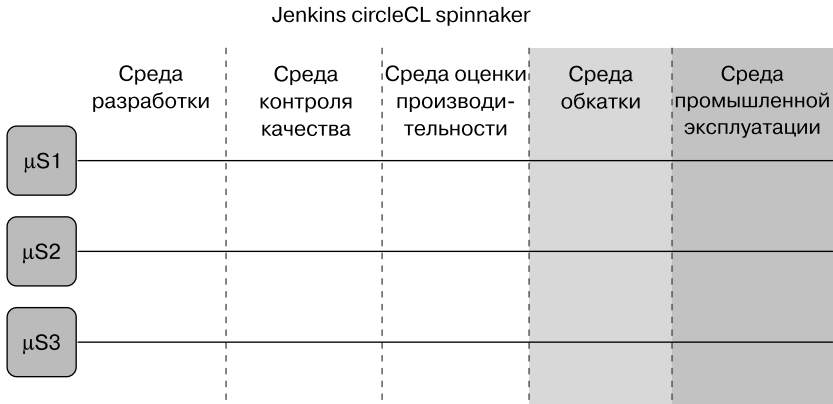 Jenkins circleCL spinnaker
Среда
разработки
Среда
контроля
качества
Среда оценки
производи-
тельности
Среда
обкатки
Среда
промышленной
эксплуатации
μS1
μS2
μS3